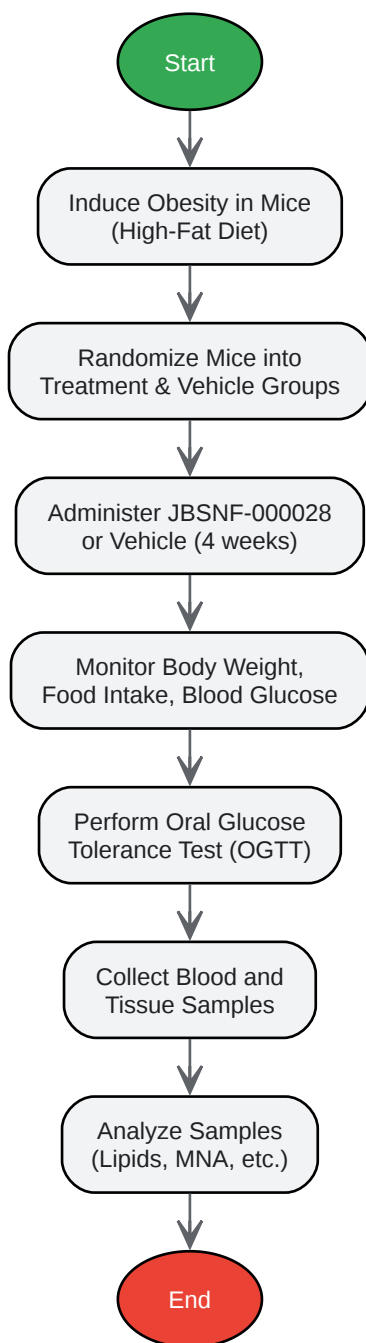 Start
Induce Obesity in Mice
(High-Fat Diet)
Randomize Mice into
Treatment & Vehicle Groups
Administer JBSNF-000028
or Vehicle (4 weeks)
Monitor Body Weight,
Food Intake, Blood Glucose
Perform Oral Glucose
Tolerance Test (OGTT)
Collect Blood and
Tissue Samples
Analyze Samples
(Lipids, MNA, etc.)
End